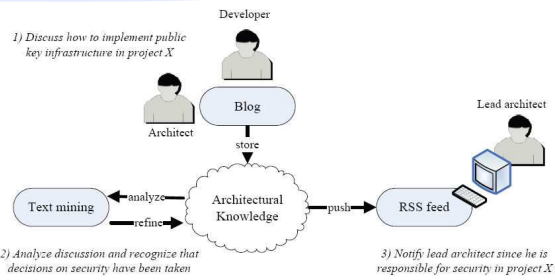 Developer
1) Discuss how to implement public
key infrastructure in project X
Blog
Architect
Lead architect
store
Text mining
analyze
refine
Architectural
Knowledge
push
RSS feed
2) Analyze discussion and recognize that
decisions on security have been taken
3) Notify lead architect since he is
responsible for security in project X